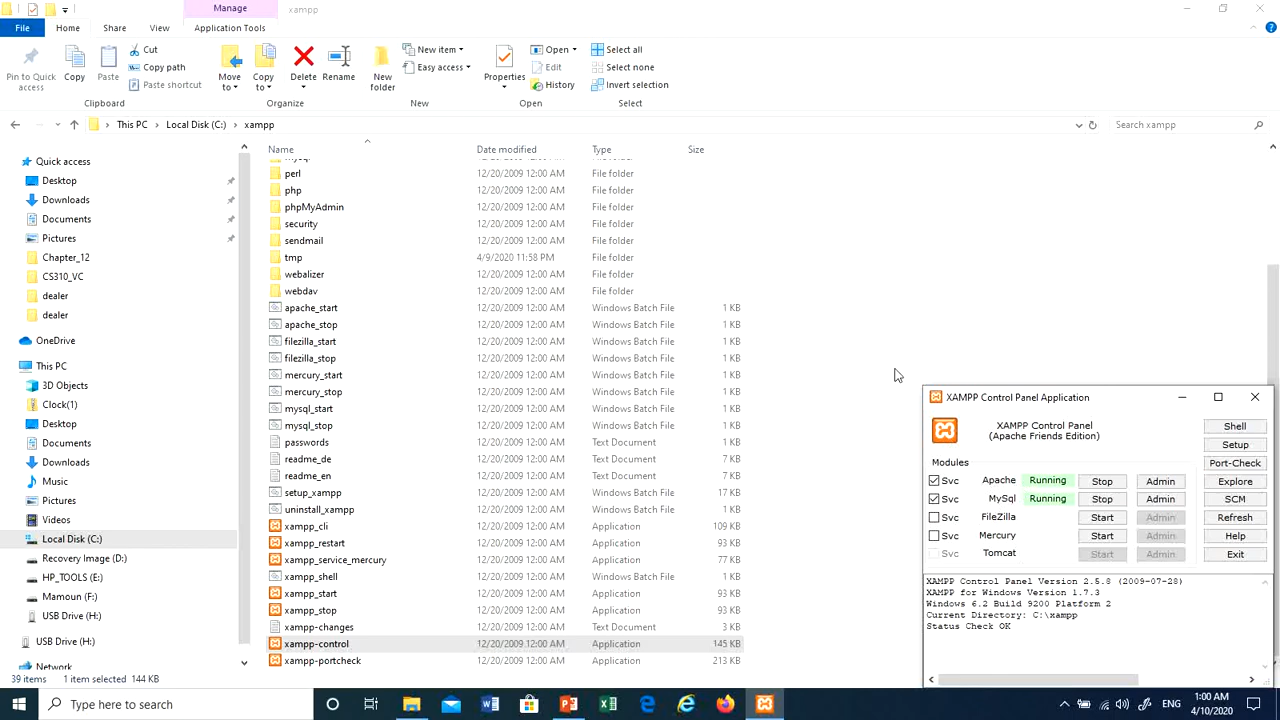 Manage
xampp
File
Home
Share
View
Application Tools
Pin to Quick access
Copy
Paste
Cut
Copy path
Paste shortcut
Clipboard
Move to
Copy to
Delete
Rename
Organize
New folder
New item
Easy access
New
Properties
Open
Edit
History
Open
Select all
Select none
Invert selection
Select
This PC
Local Disk (C:)
xampp
Search xampp
Quick access
Desktop
Downloads
Documents
Pictures
Chapter_12
CS310_VC
dealer
dealer
OneDrive
This PC
3D Objects
Clock(1)
Desktop
Documents
Downloads
Music
Pictures
Videos
Local Disk (C:)
Recovery Image (D:)
HP_TOOLS (E:)
Mamoun (F:)
USB Drive (H:)
USB Drive (H:)
Network
Name Date modified Type Size
perl 12/20/2009 12:00 AM File folder
php 12/20/2009 12:00 AM File folder
phpMyAdmin 12/20/2009 12:00 AM File folder
security 12/20/2009 12:00 AM File folder
sendmail 12/20/2009 12:00 AM File folder
tmp 4/9/2020 11:58 PM File folder
webalizer 12/20/2009 12:00 AM File folder
webdav 12/20/2009 12:00 AM File folder
apache_start 12/20/2009 12:00 AM Windows Batch File 1 KB
apache_stop 12/20/2009 12:00 AM Windows Batch File 1 KB
filezilla_start 12/20/2009 12:00 AM Windows Batch File 1 KB
filezilla_stop 12/20/2009 12:00 AM Windows Batch File 1 KB
mercury_start 12/20/2009 12:00 AM Windows Batch File 1 KB
mercury_stop 12/20/2009 12:00 AM Windows Batch File 1 KB
mysql_start 12/20/2009 12:00 AM Windows Batch File 1 KB
mysql_stop 12/20/2009 12:00 AM Windows Batch File 1 KB
passwords 12/20/2009 12:00 AM Text Document 1 KB
readme_de 12/20/2009 12:00 AM Text Document 7 KB
readme_en 12/20/2009 12:00 AM Text Document 7 KB
setup_xampp 12/20/2009 12:00 AM Windows Batch File 17 KB
uninstall_xampp 12/20/2009 12:00 AM Windows Batch File 1 KB
xampp_cli 12/20/2009 12:00 AM Application 109 KB
xampp_restart 12/20/2009 12:00 AM Application 93 KB
xampp_service_mercury 12/20/2009 12:00 AM Application 77 KB
xampp_shell 12/20/2009 12:00 AM Windows Batch File 1 KB
xampp_start 12/20/2009 12:00 AM Application 93 KB
xampp_stop 12/20/2009 12:00 AM Application 93 KB
xampp-changes 12/20/2009 12:00 AM Text Document 3 KB
xampp-control 12/20/2009 12:00 AM Application 145 KB
xampp-portcheck 12/20/2009 12:00 AM Application 213 KB
39 items 1 item selected 144 KB
XAMPP Control Panel Application
XAMPP Control Panel
(Apache Friends Edition)
Modules
Svc Apache Running Stop Admin
Svc MySql Running Stop Admin
Svc FileZilla Start Admin
Svc Mercury Start Admin
Svc Tomcat Start Admin
Shell
Setup
Port-Check
Explore
SCM
Refresh
Help
Exit
XAMPP Control Panel Version 2.5.8 (2009-07-28)
XAMPP for Windows Version 1.7.3
Windows 6.2 Build 9200 Platform 2
Current Directory: C:\xampp
Status Check OK
Type here to search
ENG
1:00 AM
4/10/2020